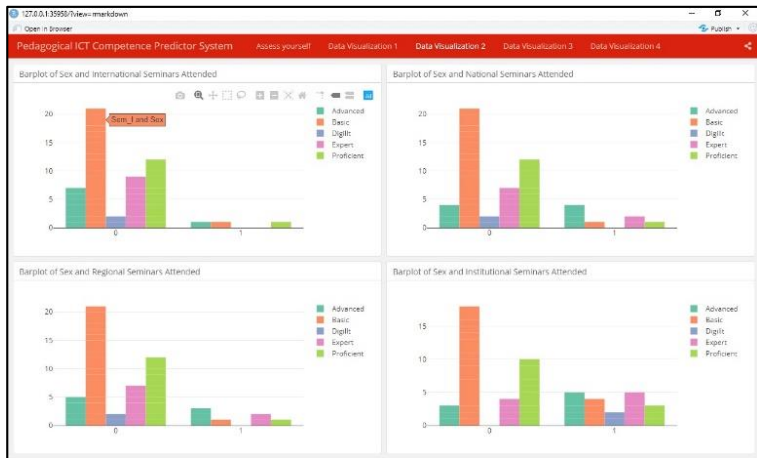 127.0.0.1:35958/?view=rmarkdown
Open in Browser
Publish
Pedagogical ICT Competence Predictor System
Assess yourself
Data Visualization 1
Data Visualization 2
Data Visualization 3
Data Visualization 4
Barplot of Sex and International Seminars Attended
20
15
10
5
0
0
1
Sem_I and Sex
Advanced
Basic
Digilit
Expert
Proficient
Barplot of Sex and National Seminars Attended
20
15
10
5
0
0
1
Advanced
Basic
Digilit
Expert
Proficient
Barplot of Sex and Regional Seminars Attended
20
15
10
5
0
0
1
Advanced
Basic
Digilit
Expert
Proficient
Barplot of Sex and Institutional Seminars Attended
15
10
5
0
0
1
Advanced
Basic
Digilit
Expert
Proficient